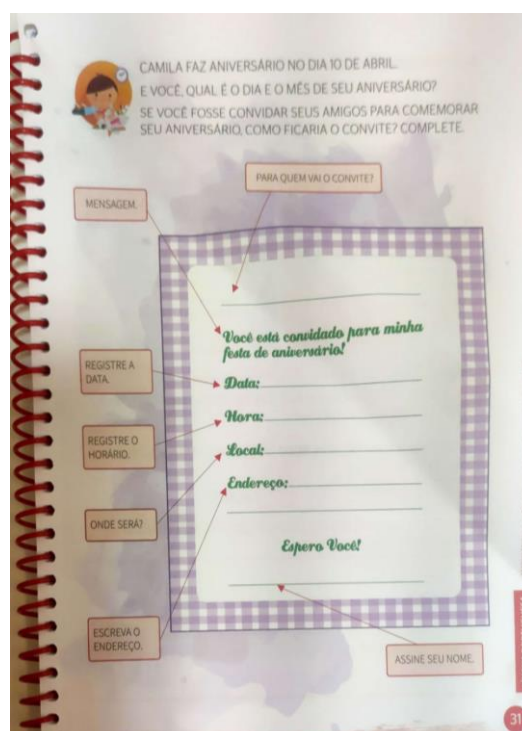 CAMILA FAZ ANIVERSÁRIO NO DIA 10 DE ABRIL.
E VOCÊ, QUAL É O DIA E O MÊS DE SEU ANIVERSÁRIO?
SE VOCÊ FOSSE CONVIDAR SEUS AMIGOS PARA COMEMORAR
SEU ANIVERSÁRIO, COMO FICARIA O CONVITE? COMPLETE.
PARA QUEM VAI O CONVITE?
MENSAGEM.
Você está convidado para minha
festa de aniversário!
REGISTRE A
DATA.
Data:
Hora:
REGISTRE O
HORÁRIO.
Local:
Endereço:
ONDE SERÁ?
Espero Você!
ESCREVA O
ENDEREÇO.
ASSINE SEU NOME.
31